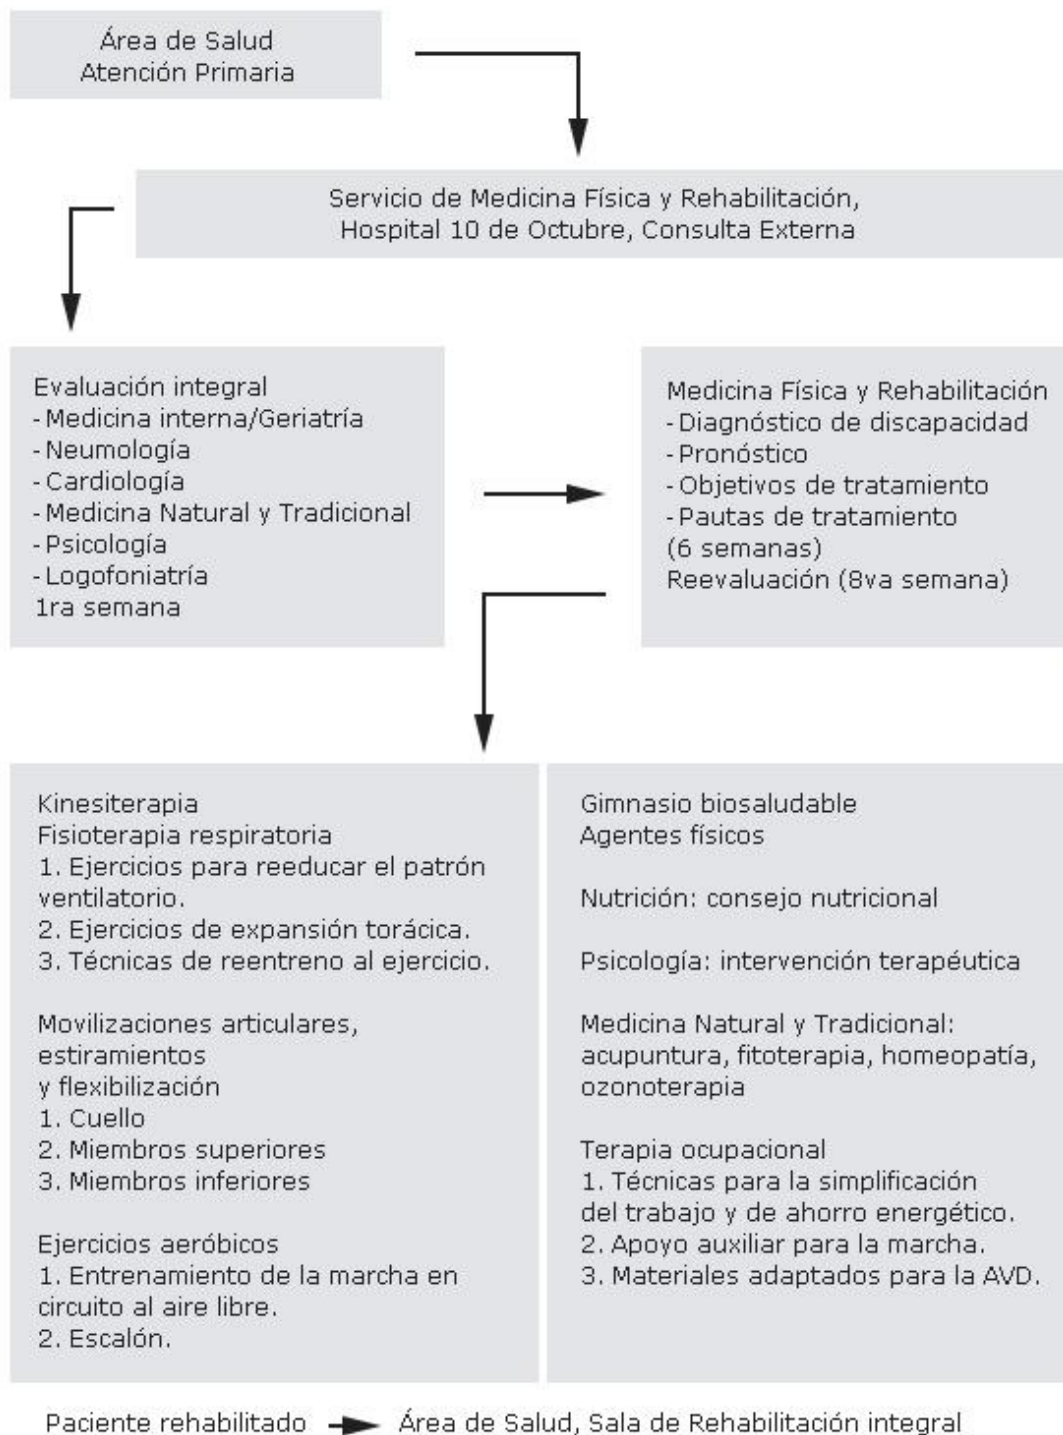 Área de Salud
Atención Primaria
Servicio de Medicina Física y Rehabilitación,
Hospital 10 de Octubre, Consulta Externa
Evaluación integral
- Medicina interna/Geriatría
- Neumología
- Cardiología
- Medicina Natural y Tradicional
- Psicología
- Logofoniatría
1ra semana
Medicina Física y Rehabilitación
- Diagnóstico de discapacidad
- Pronóstico
- Objetivos de tratamiento
- Pautas de tratamiento
(6 semanas)
Reevaluación (8va semana)
Kinesiterapia
Fisioterapia respiratoria
1. Ejercicios para reeducar el patrón
ventilatorio.
2. Ejercicios de expansión torácica.
3. Técnicas de reentreno al ejercicio.
Movilizaciones articulares,
estiramientos
y flexibilización
1. Cuello
2. Miembros superiores
3. Miembros inferiores
Ejercicios aeróbicos
1. Entrenamiento de la marcha en
circuito al aire libre.
2. Escalón.
Gimnasio biosaludable
Agentes físicos
Nutrición: consejo nutricional
Psicología: intervención terapéutica
Medicina Natural y Tradicional:
acupuntura, fitoterapia, homeopatía,
ozonoterapia
Terapia ocupacional
1. Técnicas para la simplificación
del trabajo y de ahorro energético.
2. Apoyo auxiliar para la marcha.
3. Materiales adaptados para la AVD.
Paciente rehabilitado Área de Salud, Sala de Rehabilitación integral